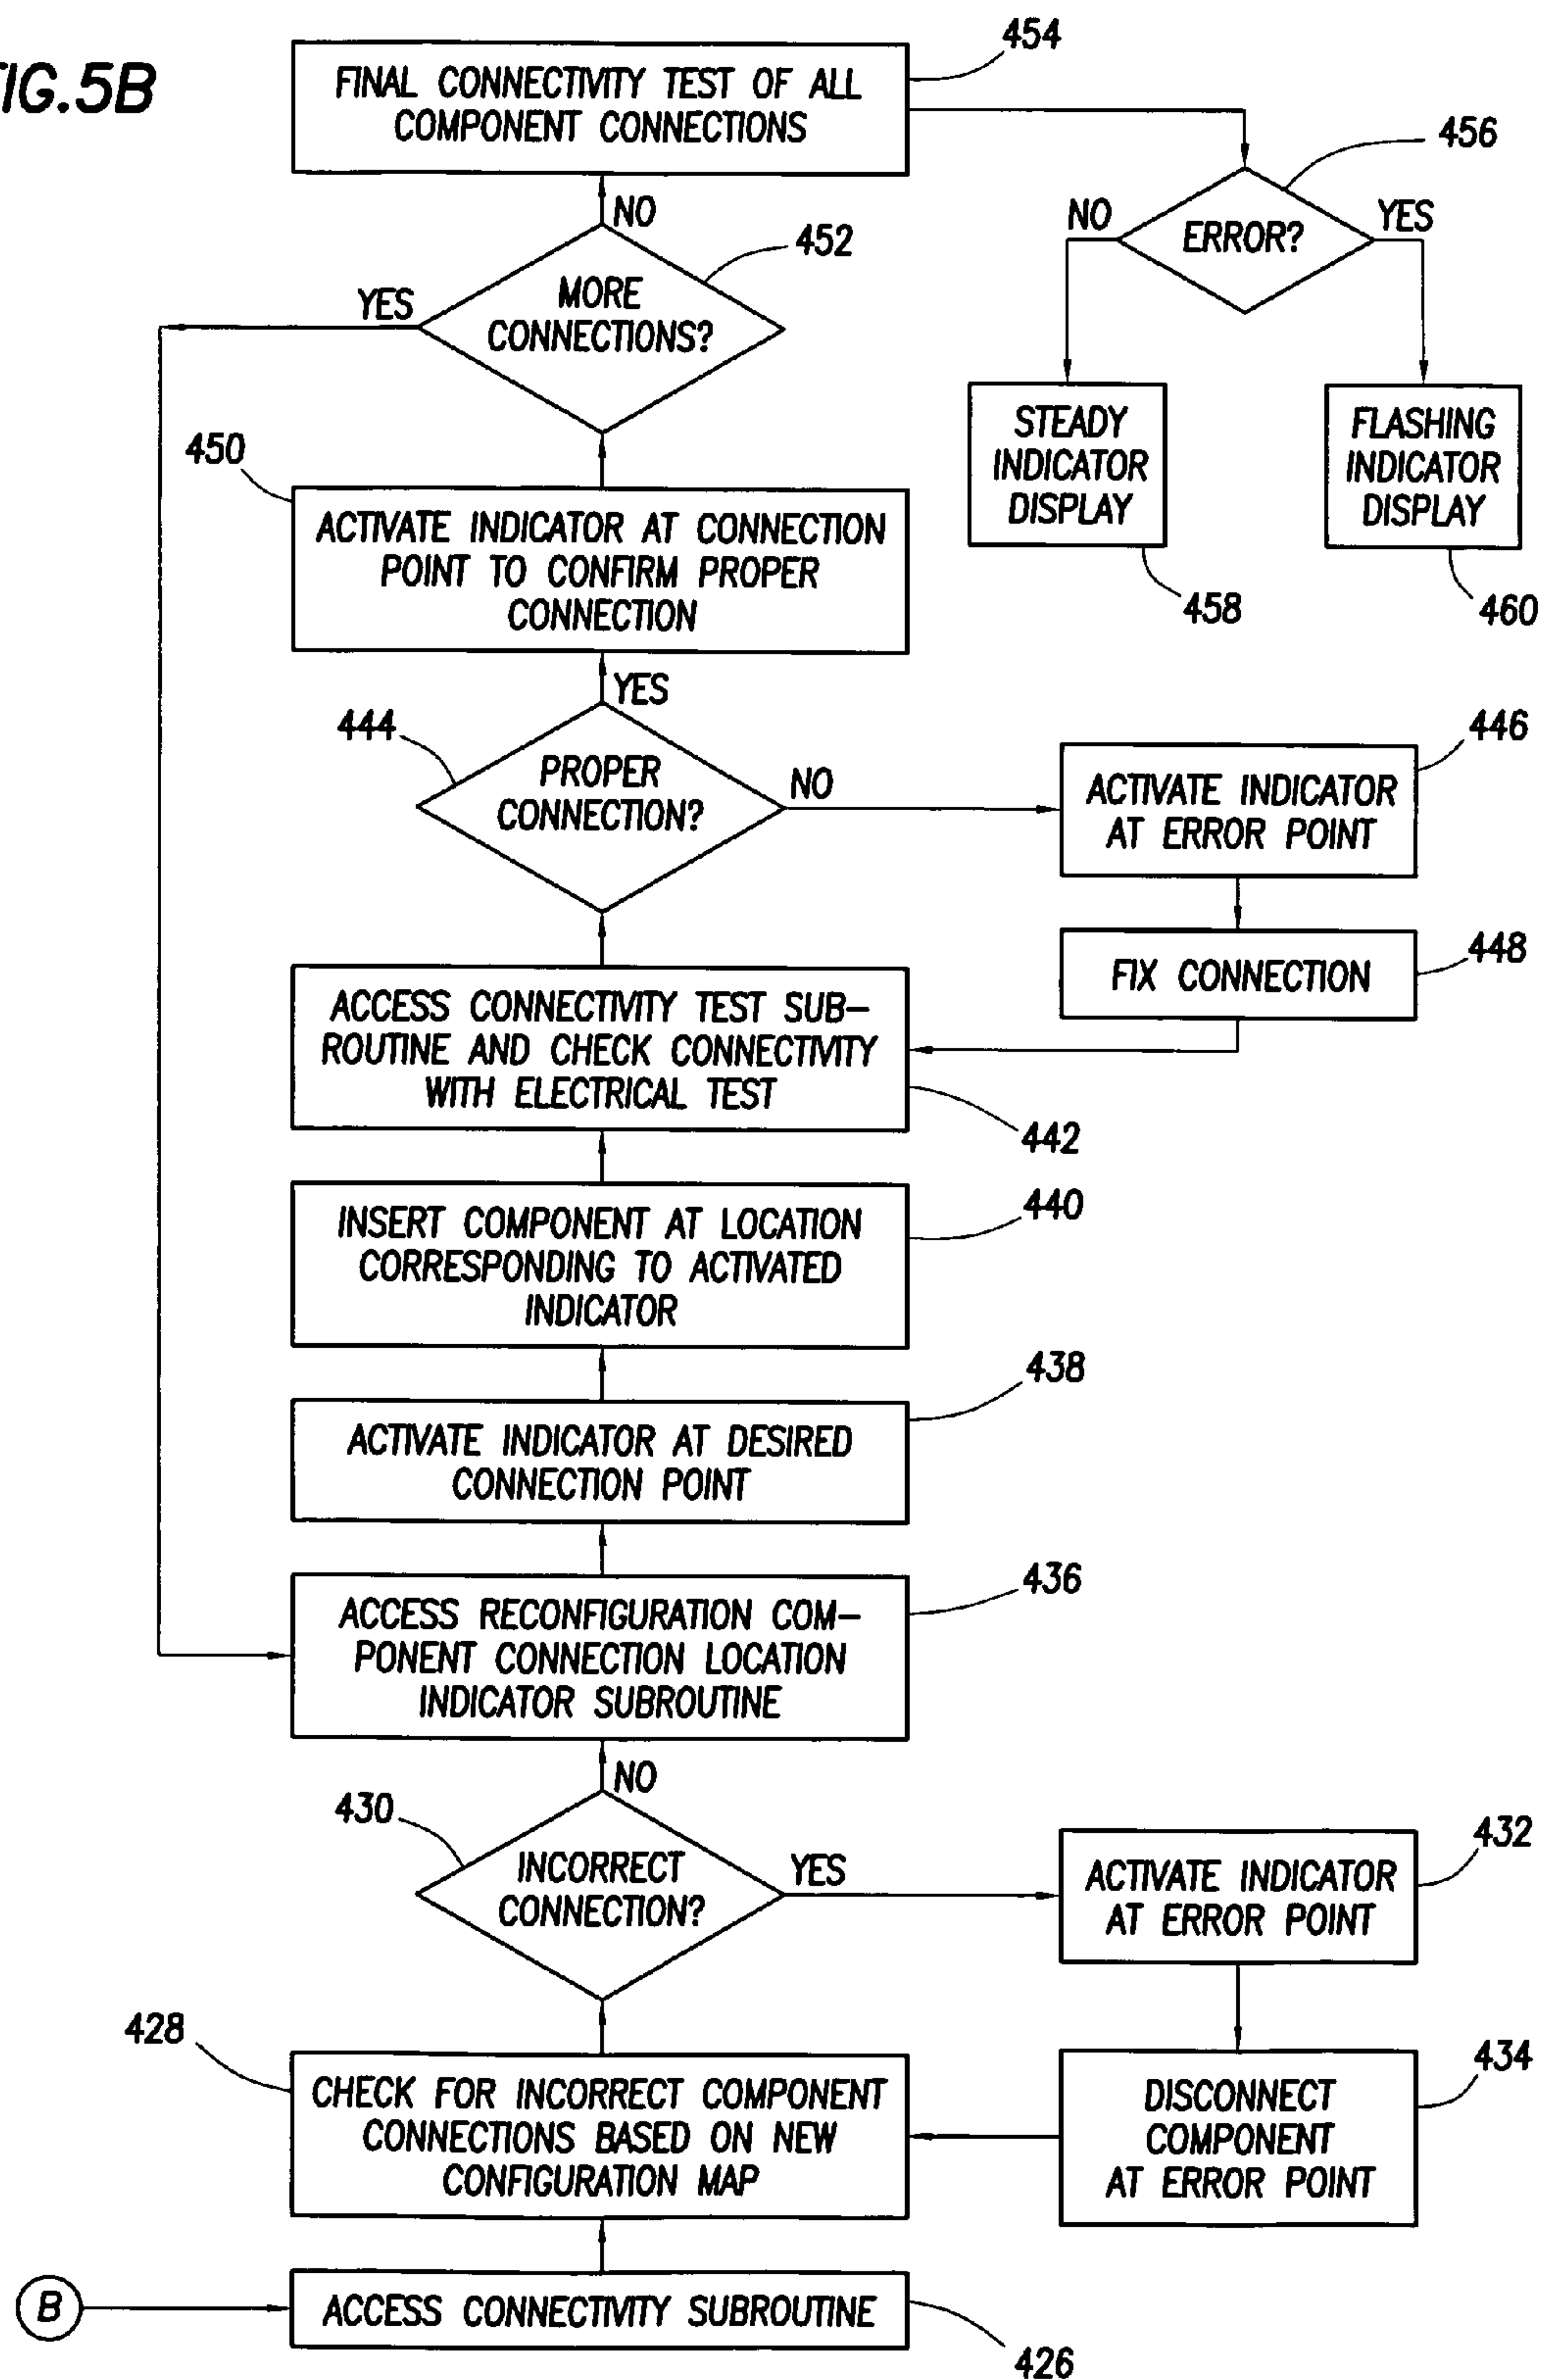 FIG.5B
454
FINAL CONNECTIVITY TEST OF ALL
COMPONENT CONNECTIONS
456
NO
ERROR?
YES
NO
452
MORE
CONNECTIONS?
YES
STEADY
INDICATOR
DISPLAY
458
FLASHING
INDICATOR
DISPLAY
460
450
ACTIVATE INDICATOR AT CONNECTION
POINT TO CONFIRM PROPER
CONNECTION
YES
444
PROPER
CONNECTION?
NO
446
ACTIVATE INDICATOR
AT ERROR POINT
448
FIX CONNECTION
ACCESS CONNECTIVITY TEST SUB-
ROUTINE AND CHECK CONNECTIVITY
WITH ELECTRICAL TEST
442
INSERT COMPONENT AT LOCATION
CORRESPONDING TO ACTIVATED
INDICATOR
440
438
ACTIVATE INDICATOR AT DESIRED
CONNECTION POINT
436
ACCESS RECONFIGURATION COM-
PONENT CONNECTION LOCATION
INDICATOR SUBROUTINE
NO
430
INCORRECT
CONNECTION?
YES
432
ACTIVATE INDICATOR
AT ERROR POINT
428
CHECK FOR INCORRECT COMPONENT
CONNECTIONS BASED ON NEW
CONFIGURATION MAP
434
DISCONNECT
COMPONENT
AT ERROR POINT
B
ACCESS CONNECTIVITY SUBROUTINE
426